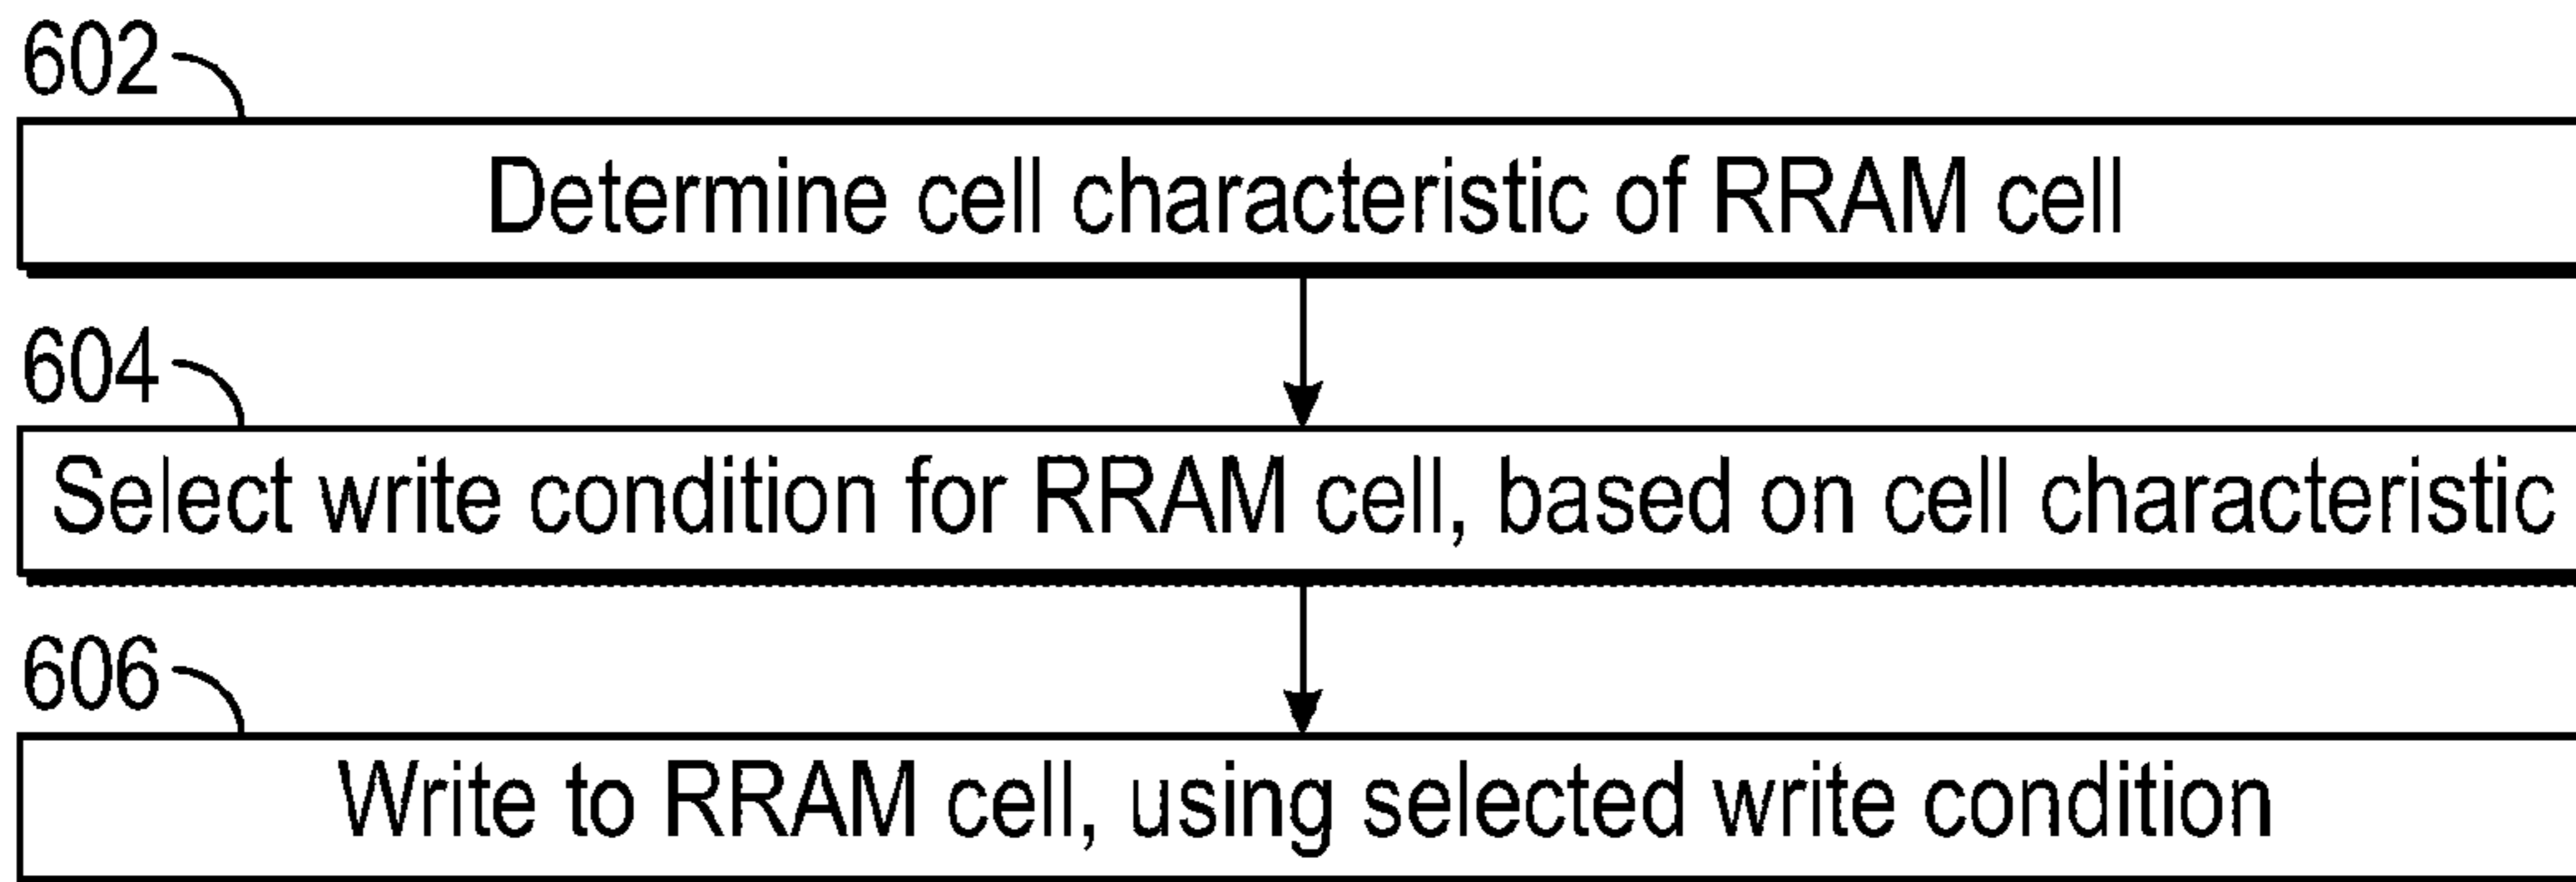 602
Determine cell characteristic of RRAM cell
604
Select write condition for RRAM cell, based on cell characteristic
606
Write to RRAM cell, using selected write condition